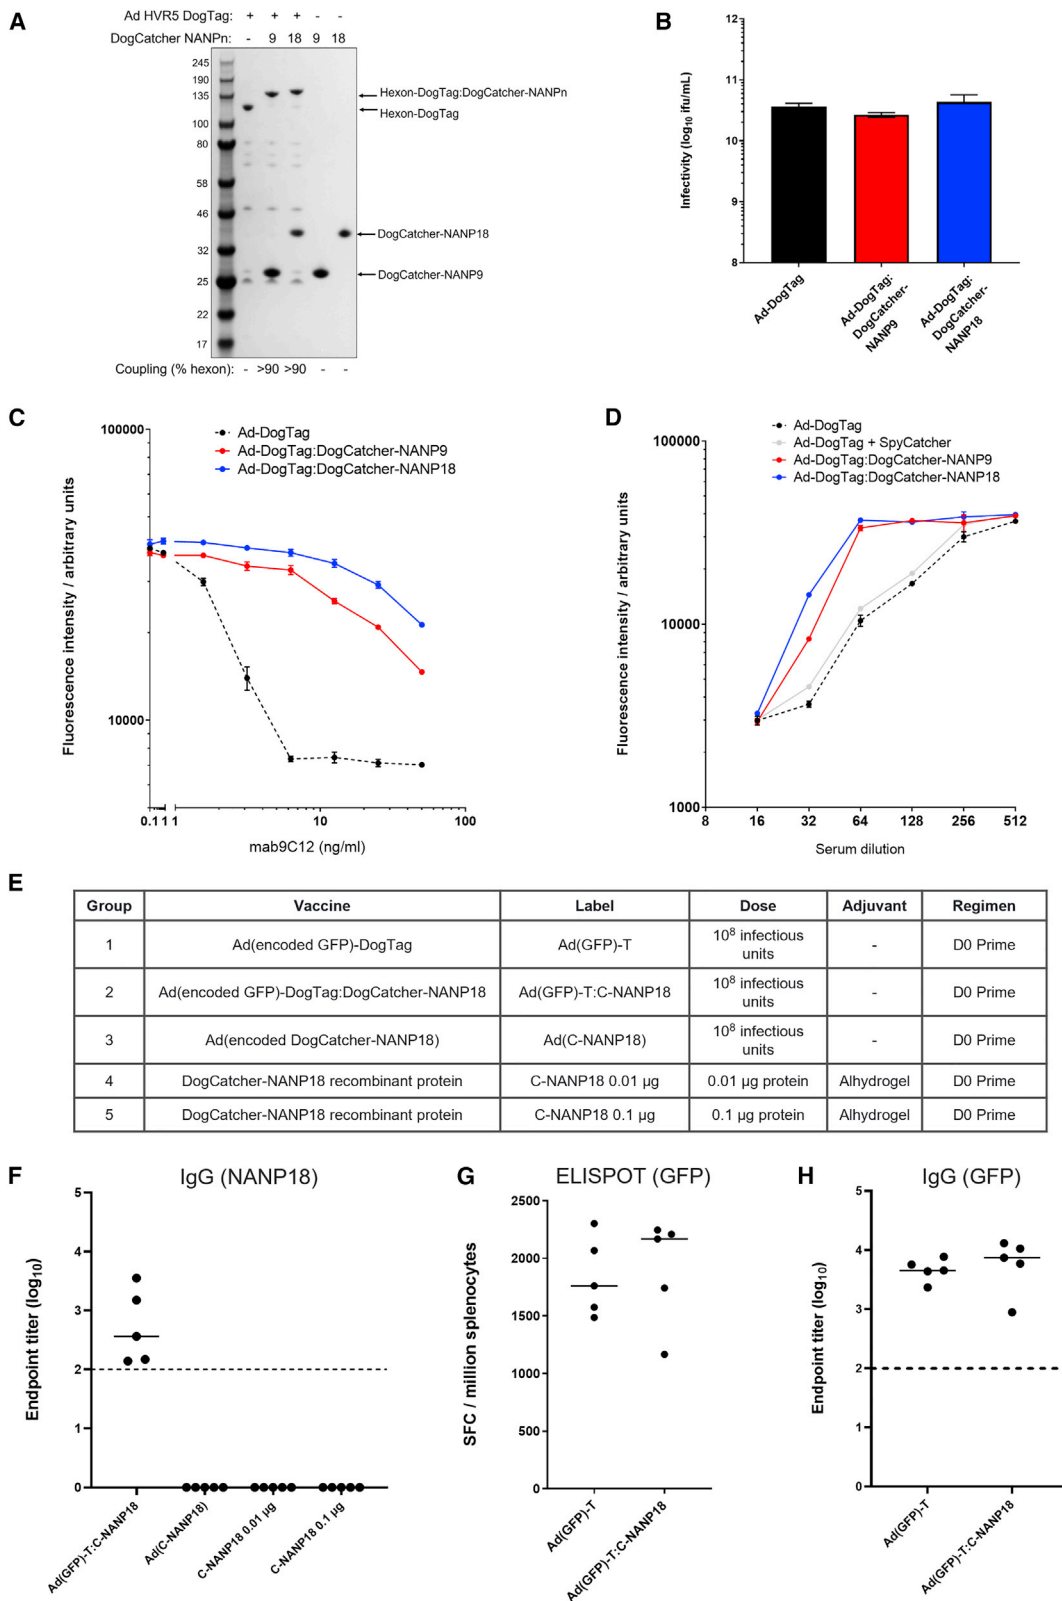 A
Ad HVR5 DogTag: + + + - -
DogCatcher NANPn: - 9 18 9 18
245
190
135
100
80
58
46
32
25
22
17
Hexon-DogTag:DogCatcher-NANPn
Hexon-DogTag
DogCatcher-NANP18
DogCatcher-NANP9
Coupling (% hexon): - >90 >90 - -
B
Infectivity (log10 ifu/mL)
12
11
10
9
8
Ad-DogTag
Ad-DogTag:
DogCatcher-
NANP9
Ad-DogTag:
DogCatcher-
NANP18
C
Ad-DogTag
Ad-DogTag:DogCatcher-NANP9
Ad-DogTag:DogCatcher-NANP18
Fluorescence intensity / arbitrary units
100000
10000
0.1 1 1 10 100
mab9C12 (ng/ml)
D
Ad-DogTag
Ad-DogTag + SpyCatcher
Ad-DogTag:DogCatcher-NANP9
Ad-DogTag:DogCatcher-NANP18
Fluorescence intensity / arbitrary units
100000
10000
1000
8 16 32 64 128 256 512
Serum dilution
E
Group Vaccine Label Dose Adjuvant Regimen
1 Ad(encoded GFP)-DogTag Ad(GFP)-T 10⁸ infectious units - D0 Prime
2 Ad(encoded GFP)-DogTag:DogCatcher-NANP18 Ad(GFP)-T:C-NANP18 10⁸ infectious units - D0 Prime
3 Ad(encoded DogCatcher-NANP18) Ad(C-NANP18) 10⁸ infectious units - D0 Prime
4 DogCatcher-NANP18 recombinant protein C-NANP18 0.01 µg 0.01 µg protein Alhydrogel D0 Prime
5 DogCatcher-NANP18 recombinant protein C-NANP18 0.1 µg 0.1 µg protein Alhydrogel D0 Prime
F
IgG (NANP18)
Endpoint titer (log10)
5
4
3
2
1
0
Ad(GFP)-T:C-NANP18
Ad(C-NANP18)
C-NANP18 0.01 µg
C-NANP18 0.1 µg
G
ELISPOT (GFP)
SFC / million splenocytes
2500
2000
1500
1000
500
0
Ad(GFP)-T
Ad(GFP)-T:C-NANP18
H
IgG (GFP)
Endpoint titer (log10)
5
4
3
2
1
0
Ad(GFP)-T
Ad(GFP)-T:C-NANP18